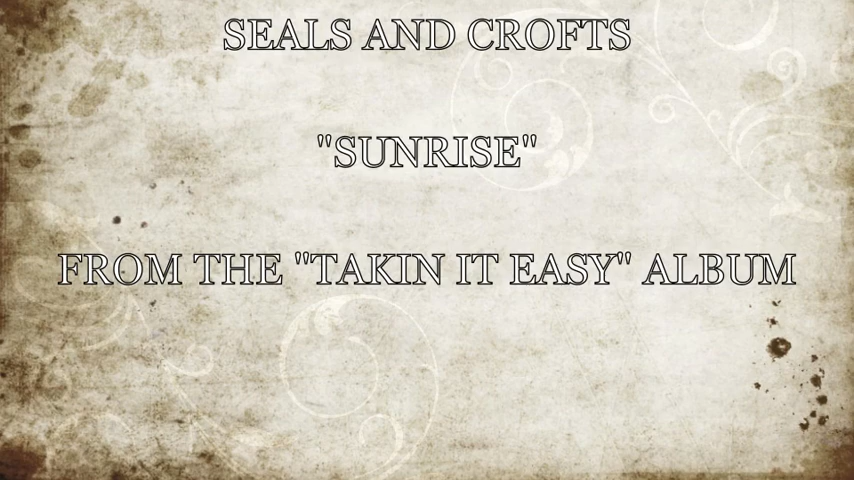 SEALS AND CROFTS
"SUNRISE"
FROM THE "TAKIN IT EASY" ALBUM